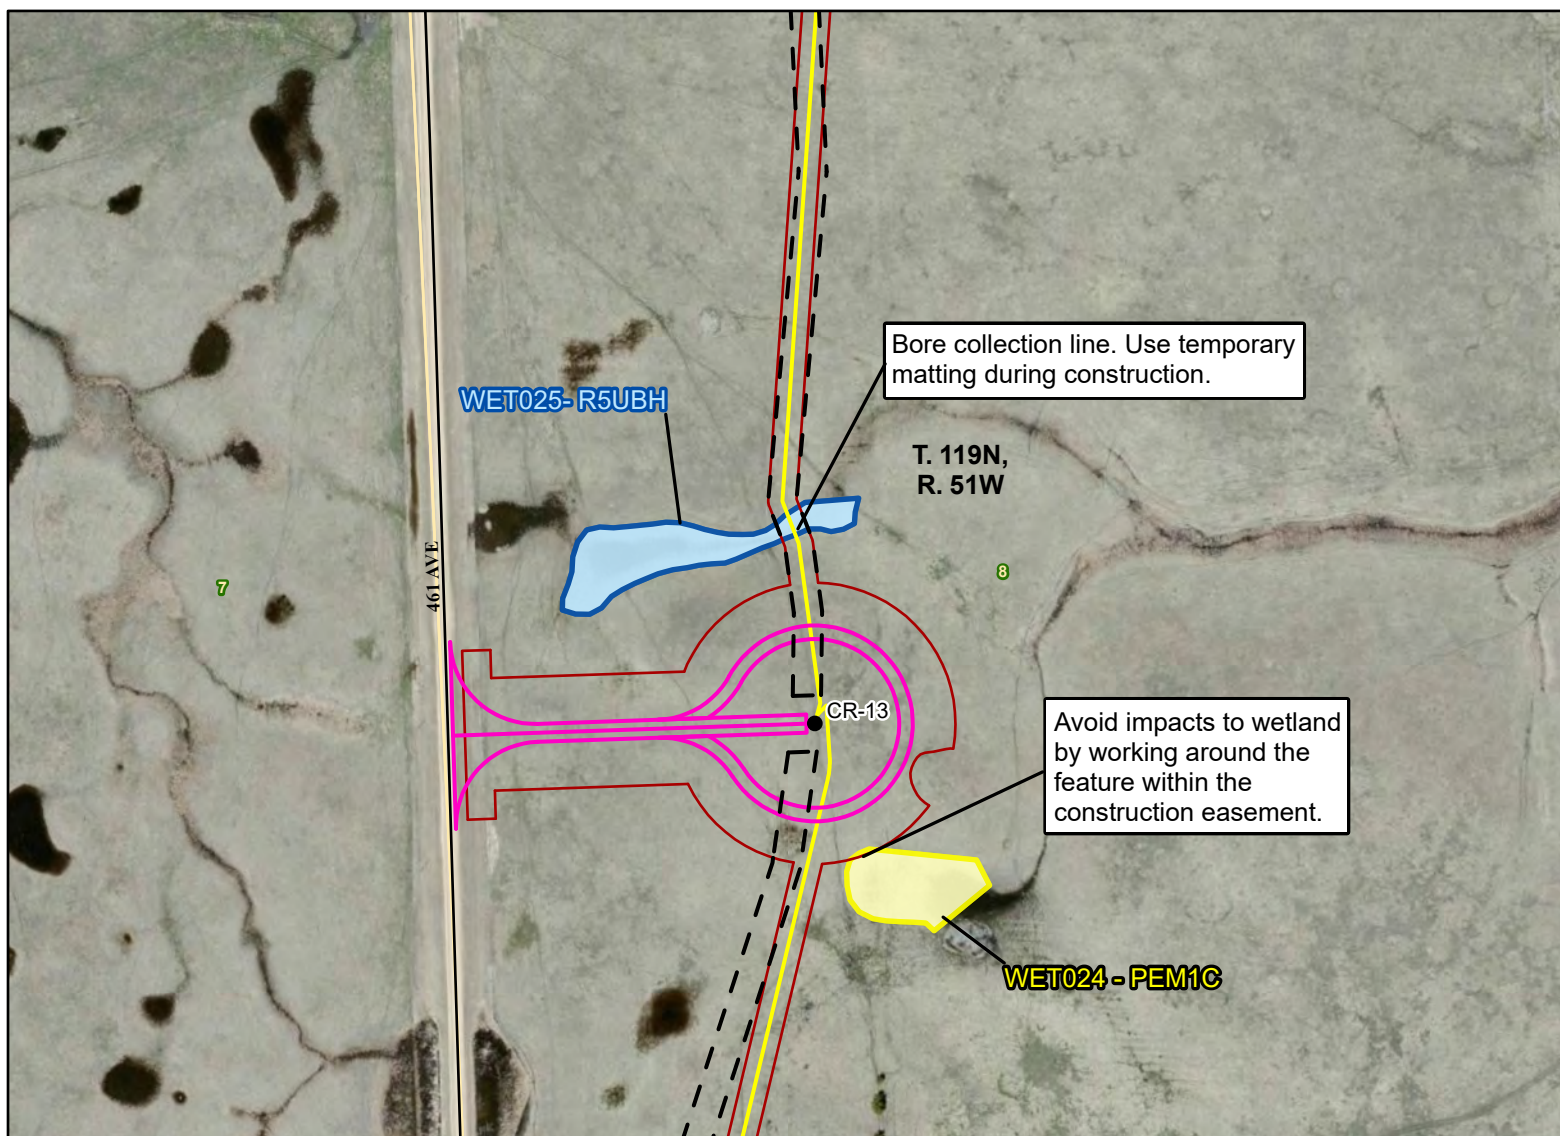 Bore collection line. Use temporary
matting during construction.
WET025- R5UBH
T. 119N,
R. 51W
461 AVE
7
8
CR-13
Avoid impacts to wetland
by working around the
feature within the
construction easement.
WET024 - PEM1C